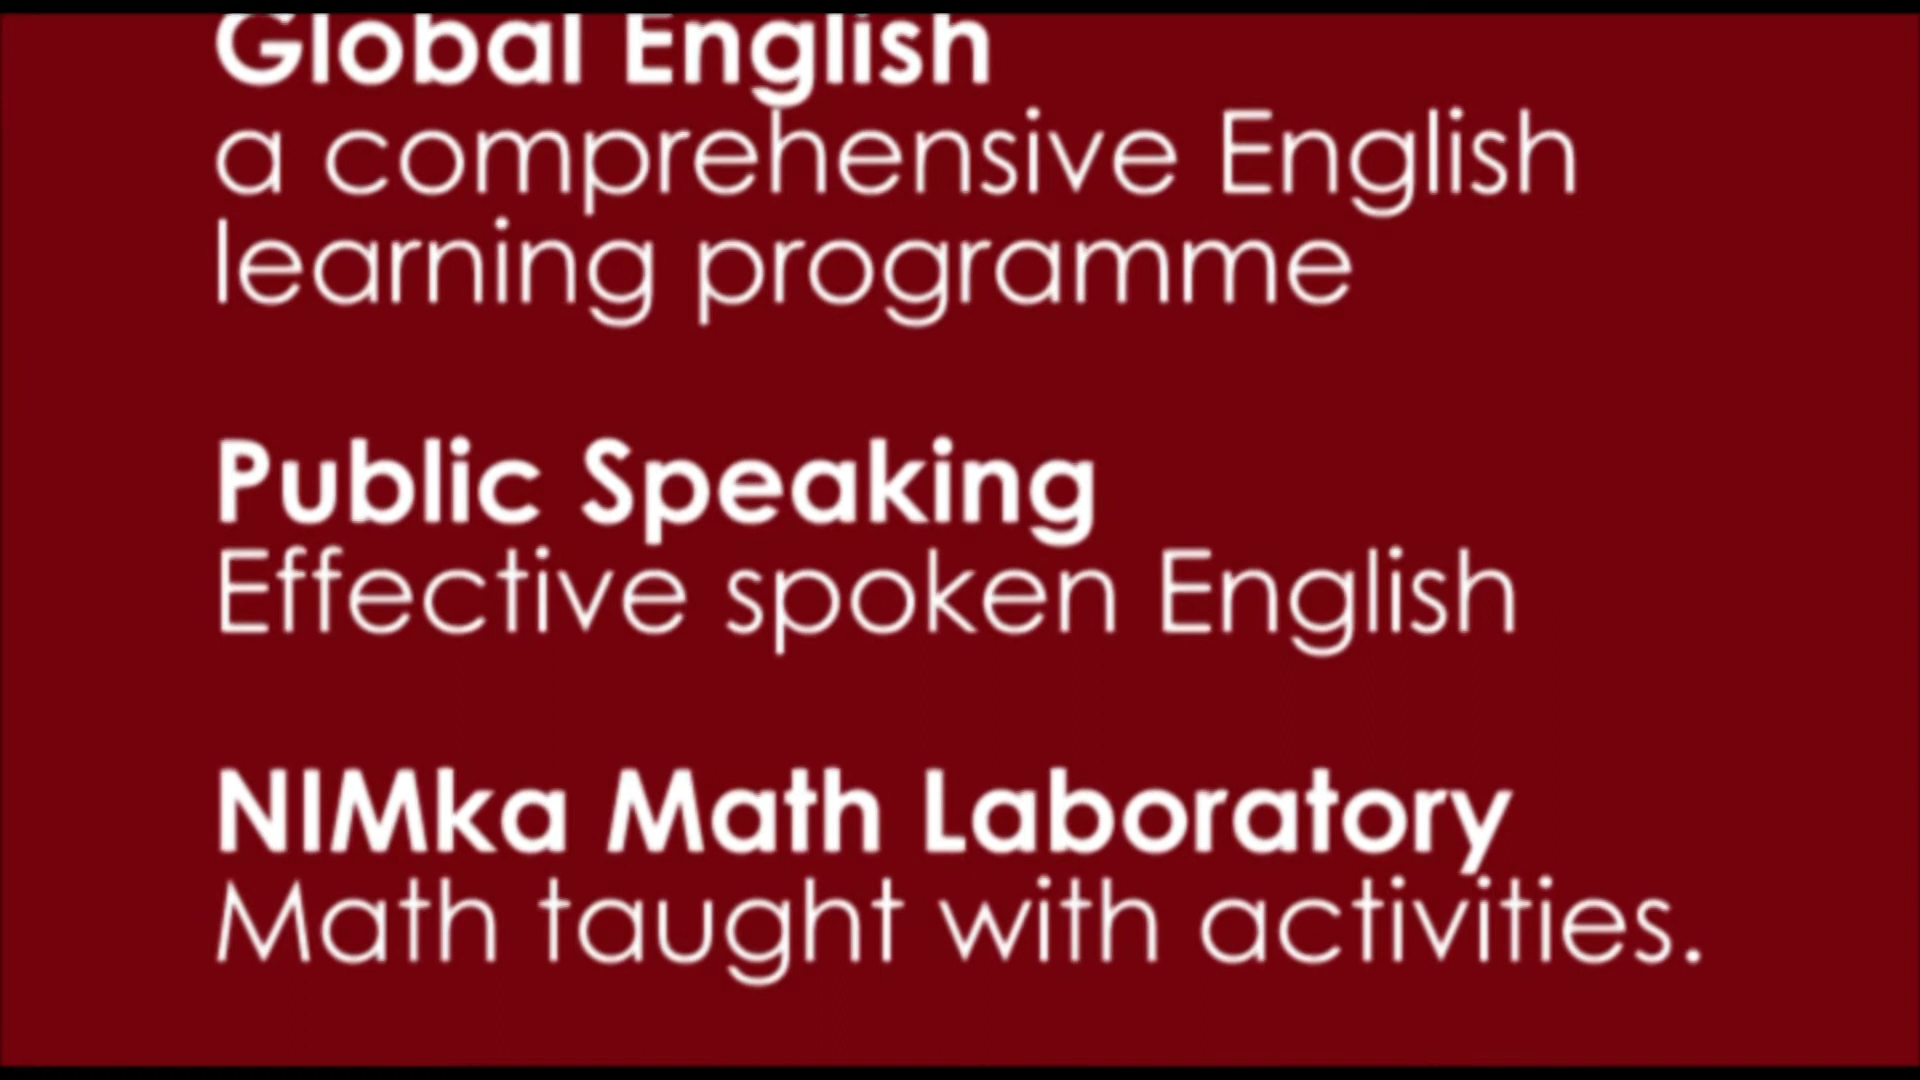 Global English
a comprehensive English
learning programme
Public Speaking
Effective spoken English
NIMka Math Laboratory
Math taught with activities.